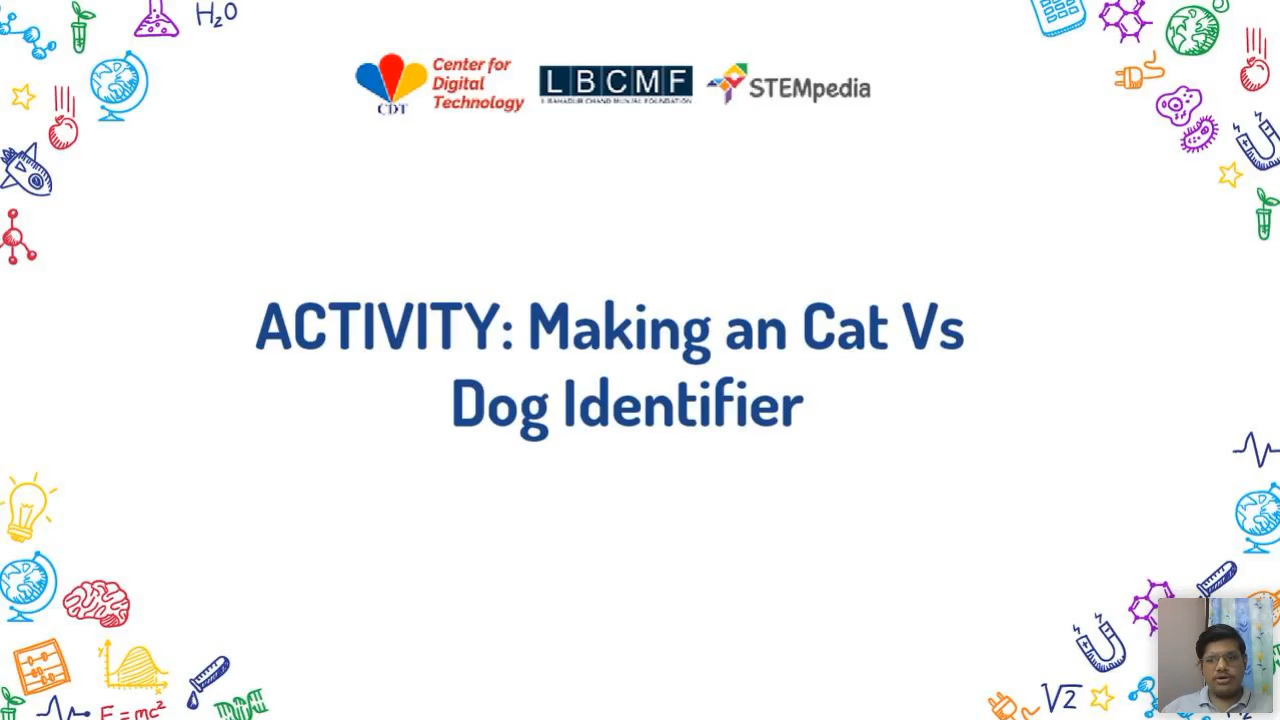 H₂O
Center for
Digital
Technology
CDT
LBCMF
STEMpedia
ACTIVITY: Making an Cat Vs
Dog Identifier
y
x
E=mc²
√2